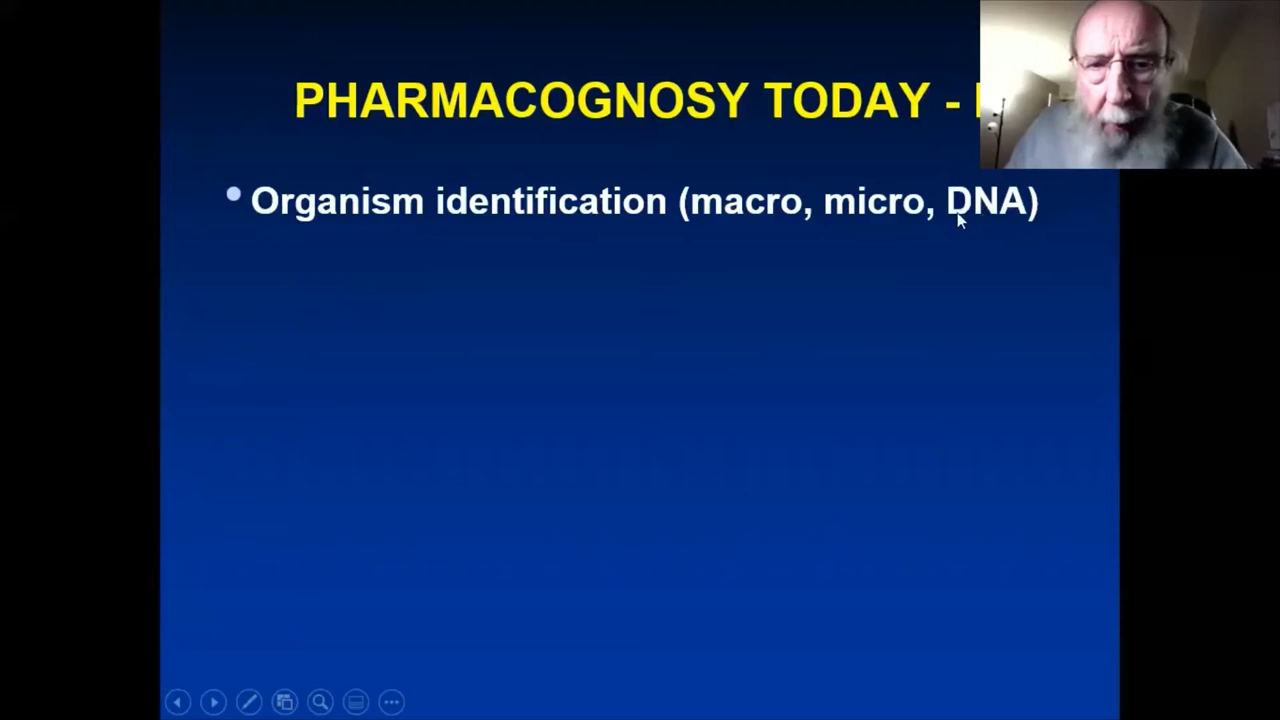 PHARMACOGNOSY TODAY -
Organism identification (macro, micro, DNA)